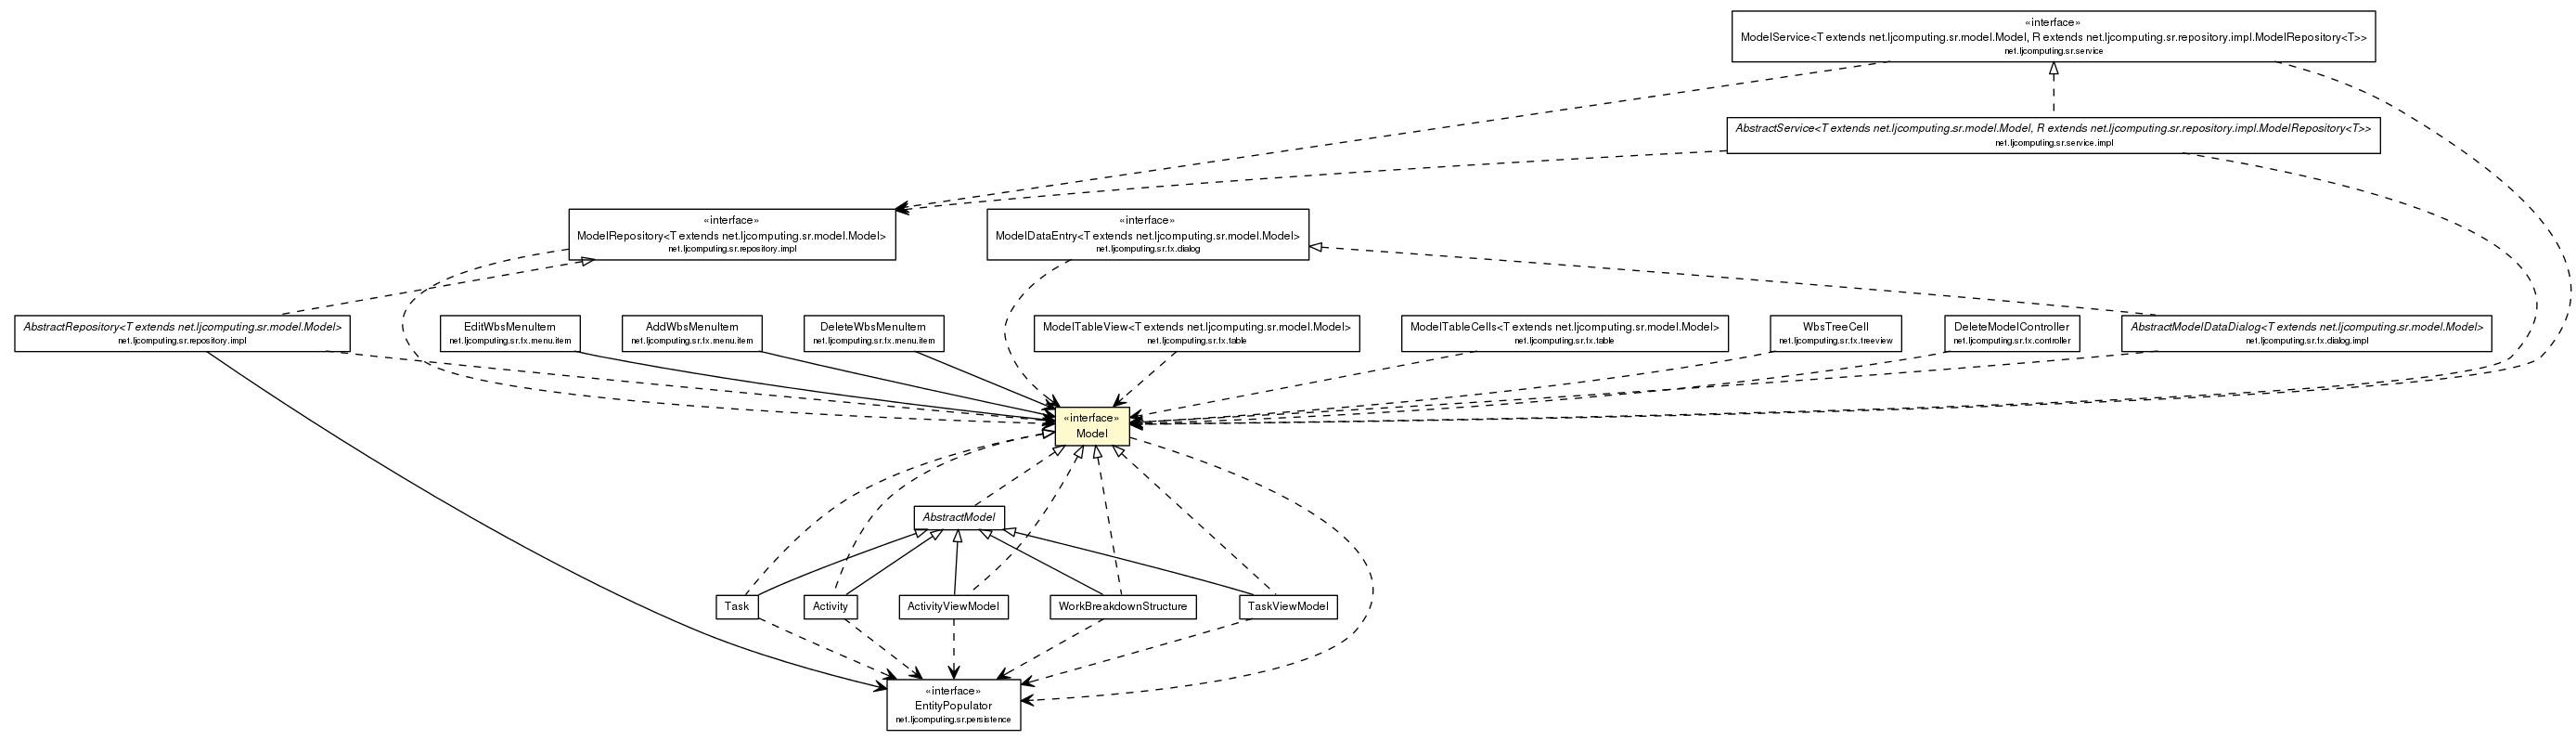 «interface»
ModelService<T extends net.ljcomputing.sr.model.Model, R extends net.ljcomputing.sr.repository.impl.ModelRepository<T>>
net.ljcomputing.sr.service
AbstractService<T extends net.ljcomputing.sr.model.Model, R extends net.ljcomputing.sr.repository.impl.ModelRepository<T>>
net.ljcomputing.sr.service.impl
«interface»
ModelRepository<T extends net.ljcomputing.sr.model.Model>
net.ljcomputing.sr.repository.impl
«interface»
ModelDataEntry<T extends net.ljcomputing.sr.model.Model>
net.ljcomputing.sr.fx.dialog
AbstractRepository<T extends net.ljcomputing.sr.model.Model>
net.ljcomputing.sr.repository.impl
EditWbsMenuItem
net.ljcomputing.sr.fx.menu.item
AddWbsMenuItem
net.ljcomputing.sr.fx.menu.item
DeleteWbsMenuItem
net.ljcomputing.sr.fx.menu.item
ModelTableView<T extends net.ljcomputing.sr.model.Model>
net.ljcomputing.sr.fx.table
ModelTableCells<T extends net.ljcomputing.sr.model.Model>
net.ljcomputing.sr.fx.table
WbsTreeCell
net.ljcomputing.sr.fx.treeview
DeleteModelController
net.ljcomputing.sr.fx.controller
AbstractModelDataDialog<T extends net.ljcomputing.sr.model.Model>
net.ljcomputing.sr.fx.dialog.impl
«interface»
Model
AbstractModel
Task
Activity
ActivityViewModel
WorkBreakdownStructure
TaskViewModel
«interface»
EntityPopulator
net.ljcomputing.sr.persistence